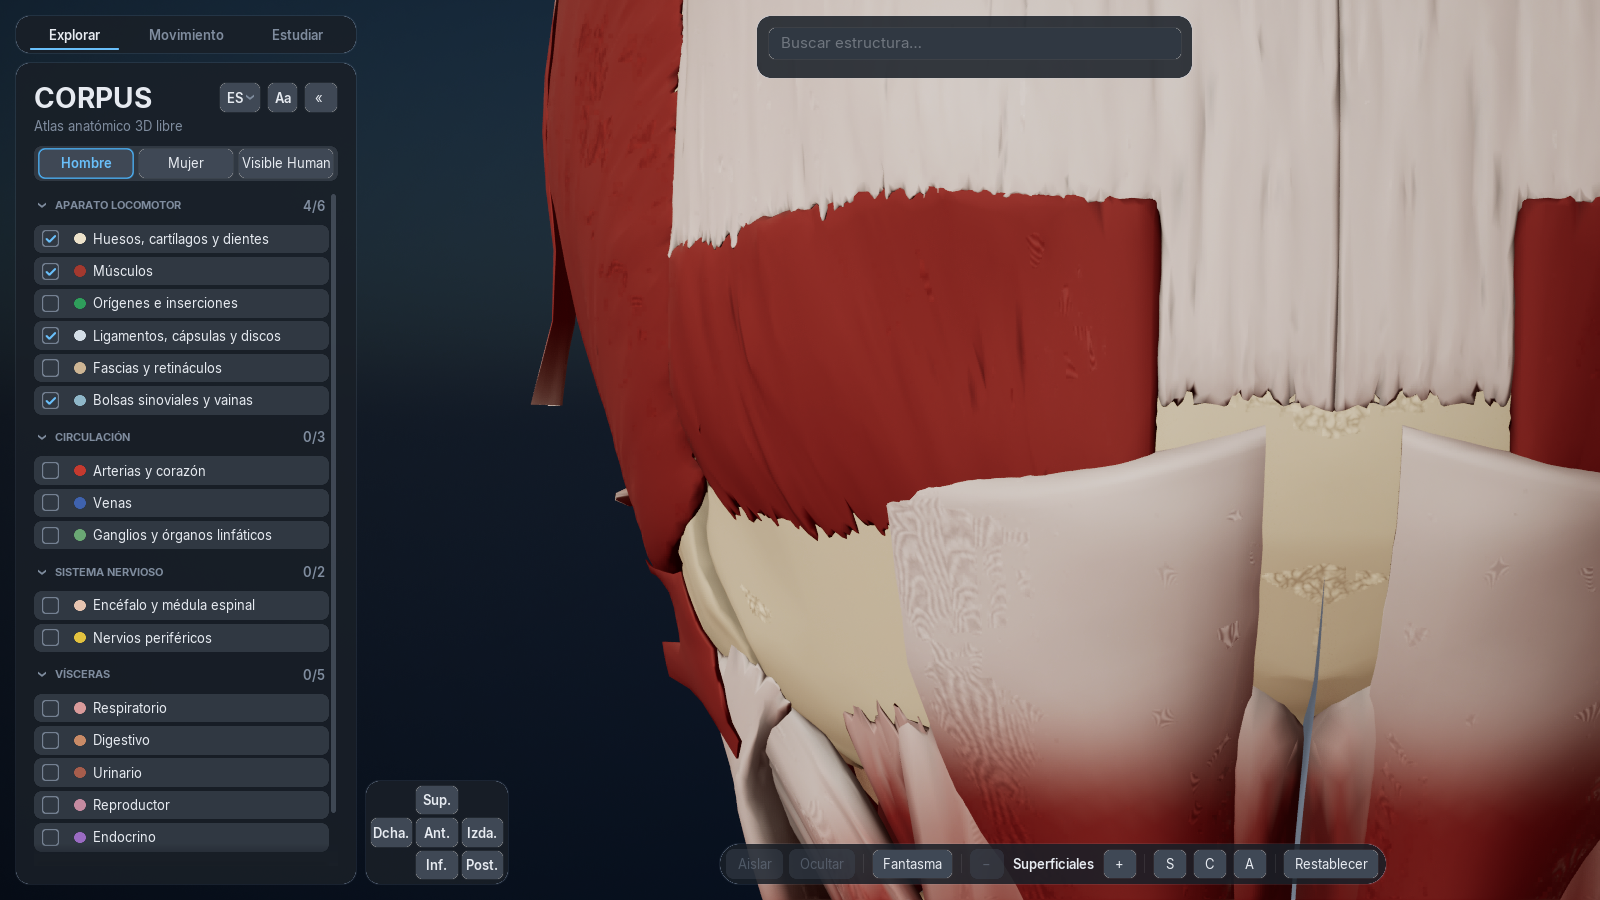 Explorar Movimiento Estudiar
Buscar estructura...
CORPUS ES Aa «
Atlas anatómico 3D libre
Hombre Mujer Visible Human
APARATO LOCOMOTOR 4/6
Huesos, cartílagos y dientes
Músculos
Orígenes e inserciones
Ligamentos, cápsulas y discos
Fascias y retináculos
Bolsas sinoviales y vainas
CIRCULACIÓN 0/3
Arterias y corazón
Venas
Ganglios y órganos linfáticos
SISTEMA NERVIOSO 0/2
Encéfalo y médula espinal
Nervios periféricos
VÍSCERAS 0/5
Respiratorio
Digestivo
Urinario
Reproductor
Endocrino
Sup.
Dcha. Ant. Izda.
Inf. Post.
Aislar Ocultar Fantasma − Superficiales + S C A Restablecer